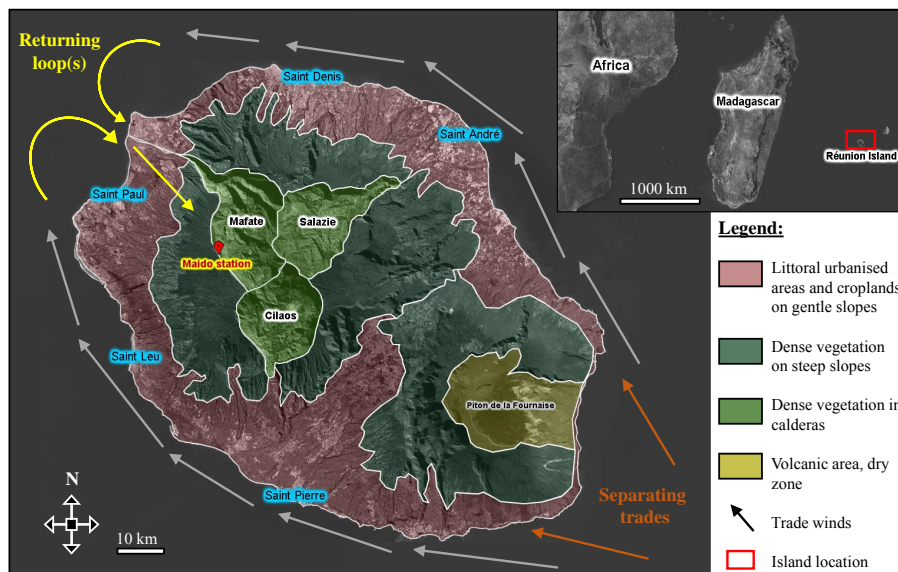 Returning
loop(s)
Saint Denis
Saint André
Saint Paul
Mafate
Salazie
Maido station
Cilaos
Saint Leu
Piton de la Fournaise
Saint Pierre
Separating
trades
N
10 km
Africa
Madagascar
Réunion Island
1000 km
Legend:
Littoral urbanised
areas and croplands
on gentle slopes
Dense vegetation
on steep slopes
Dense vegetation in
calderas
Volcanic area, dry
zone
Trade winds
Island location